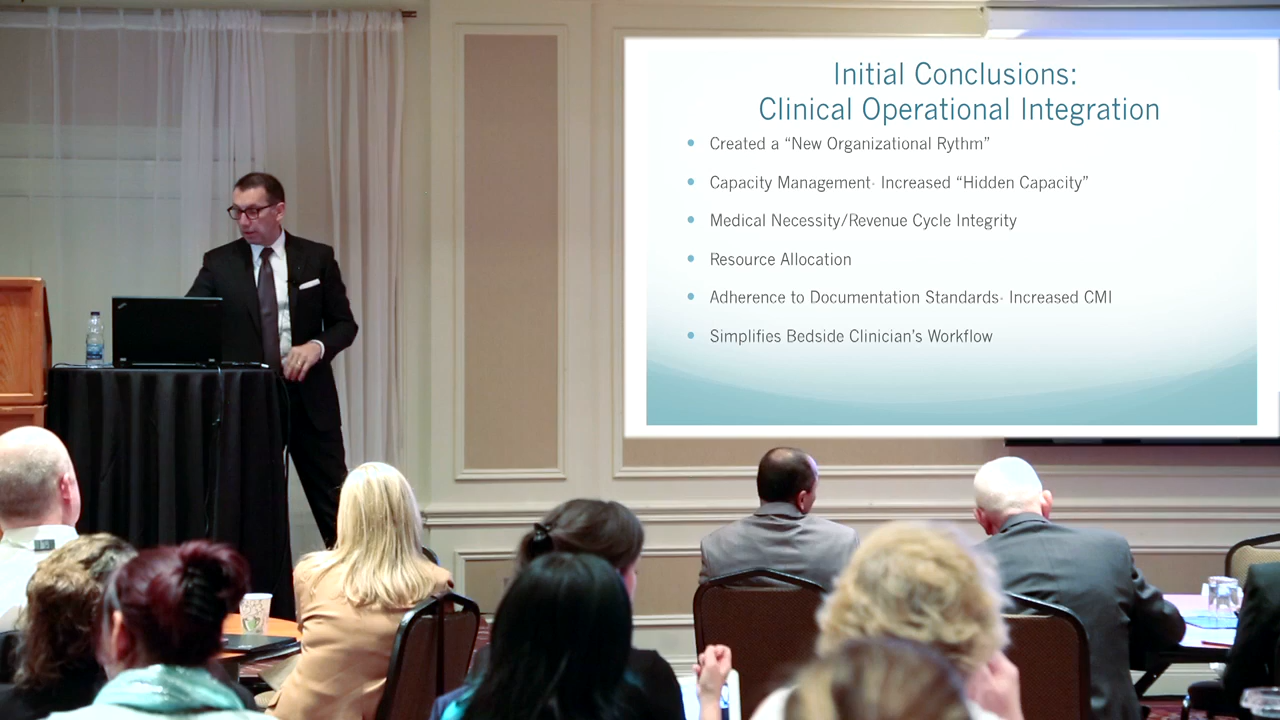 Initial Conclusions:
Clinical Operational Integration
• Created a “New Organizational Rythm”
• Capacity Management- Increased “Hidden Capacity”
• Medical Necessity/Revenue Cycle Integrity
• Resource Allocation
• Adherence to Documentation Standards- Increased CMI
• Simplifies Bedside Clinician’s Workflow